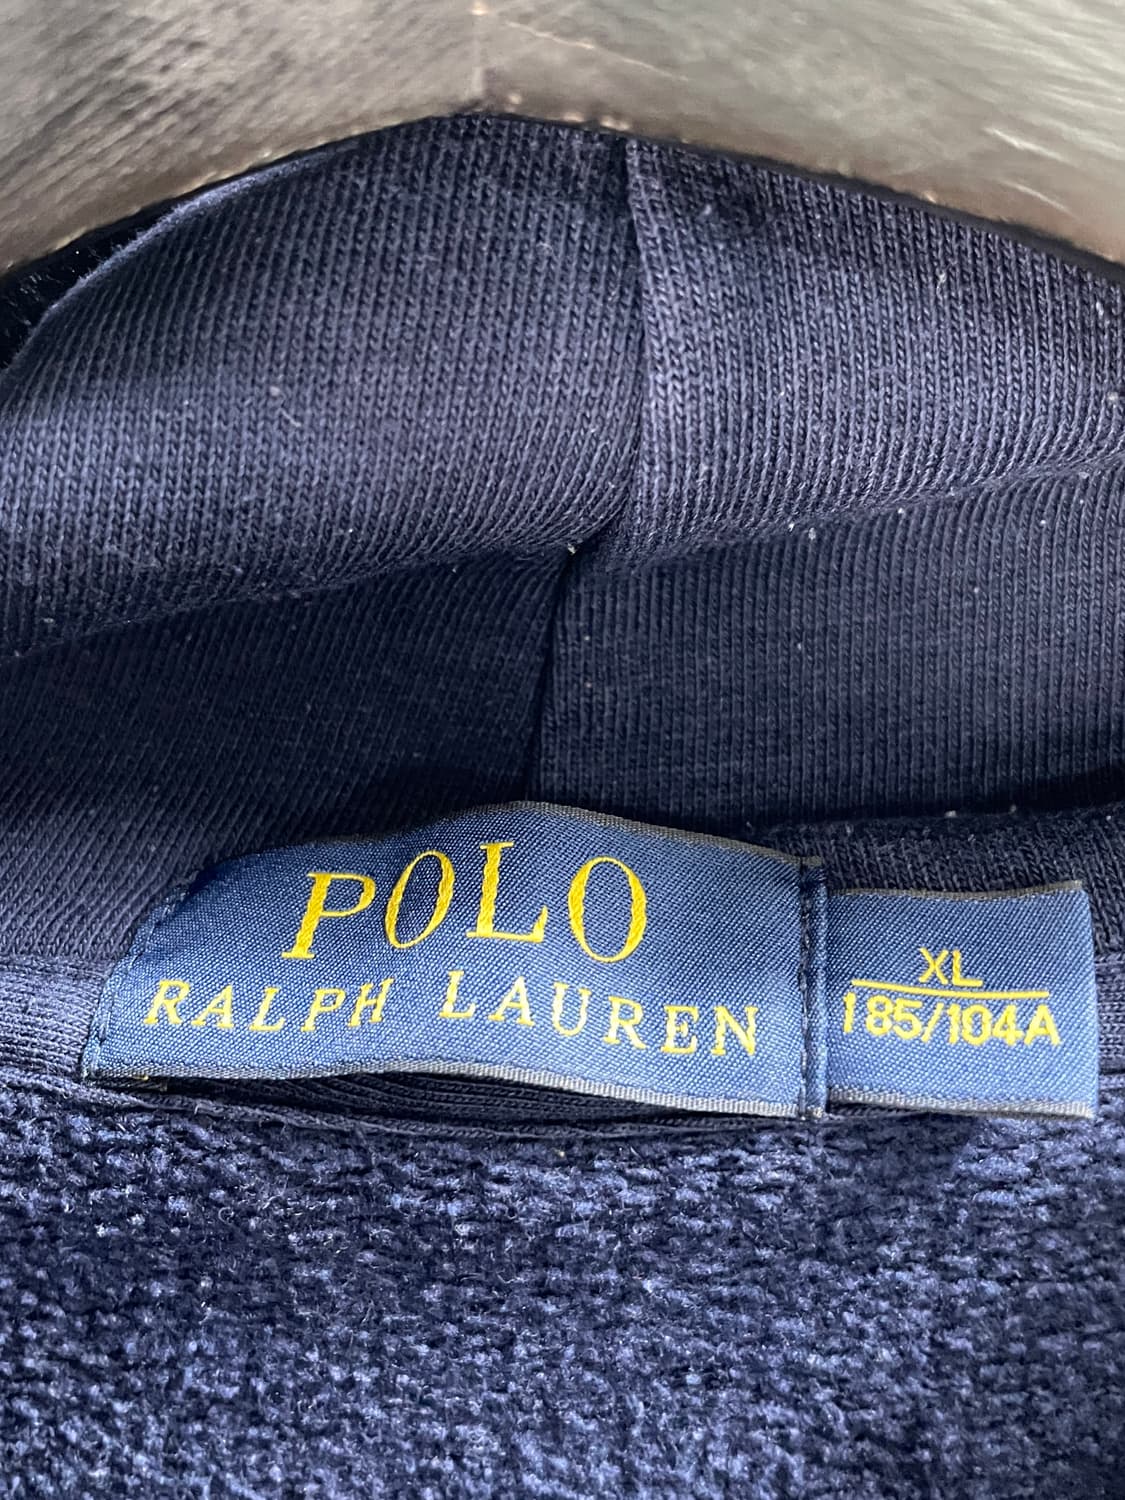 POLO
RALPH LAUREN
XL
185/104A